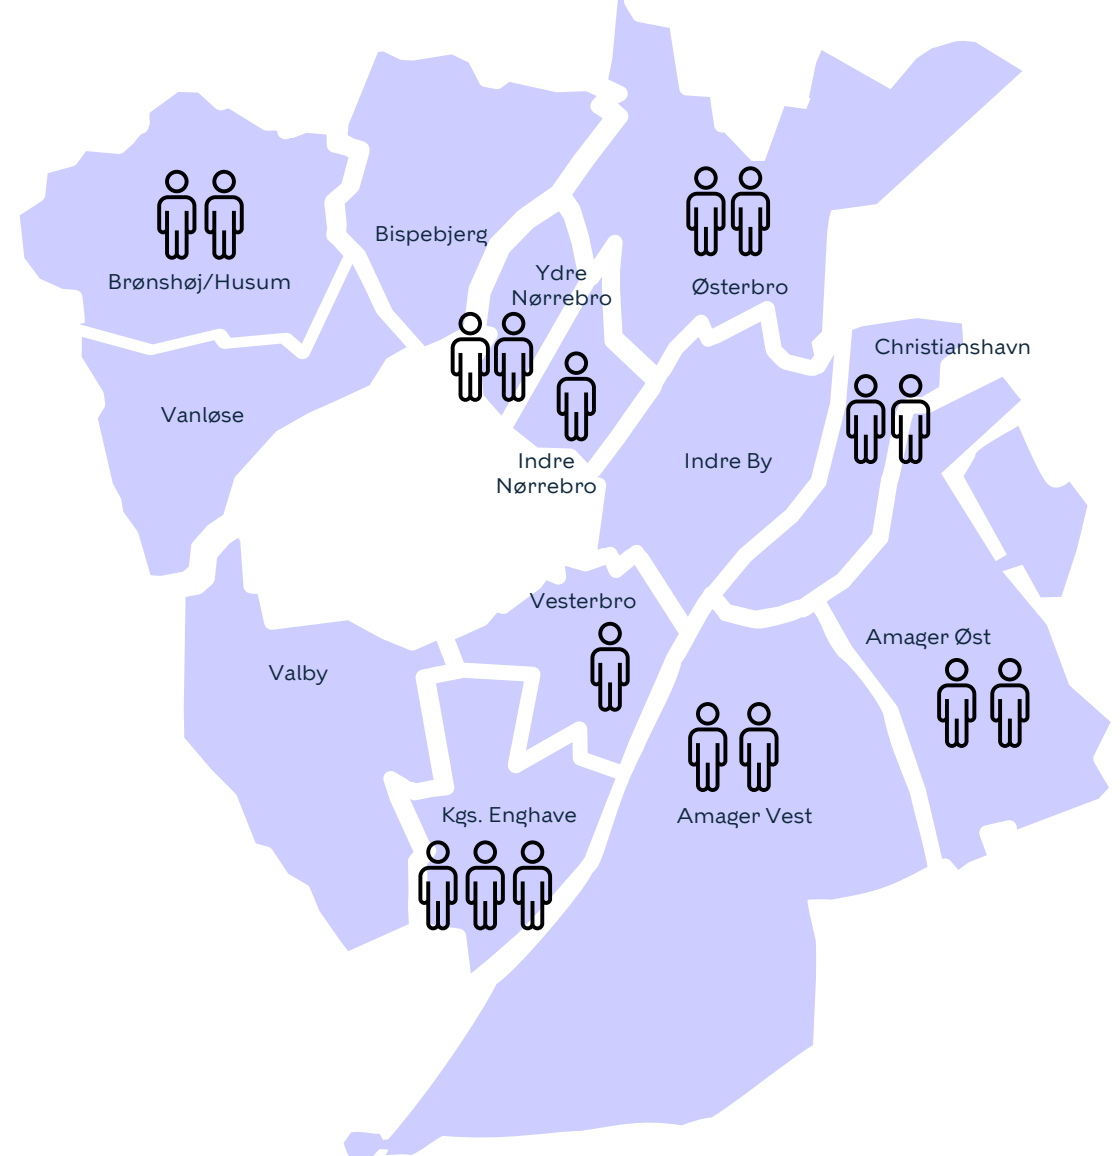 Bispebjerg
Ydre
Nørrebro
Brønshøj/Husum
Østerbro
Christianshavn
Vanløse
Indre
Nørrebro
Indre By
Vesterbro
Amager Øst
Valby
Kgs. Enghave
Amager Vest